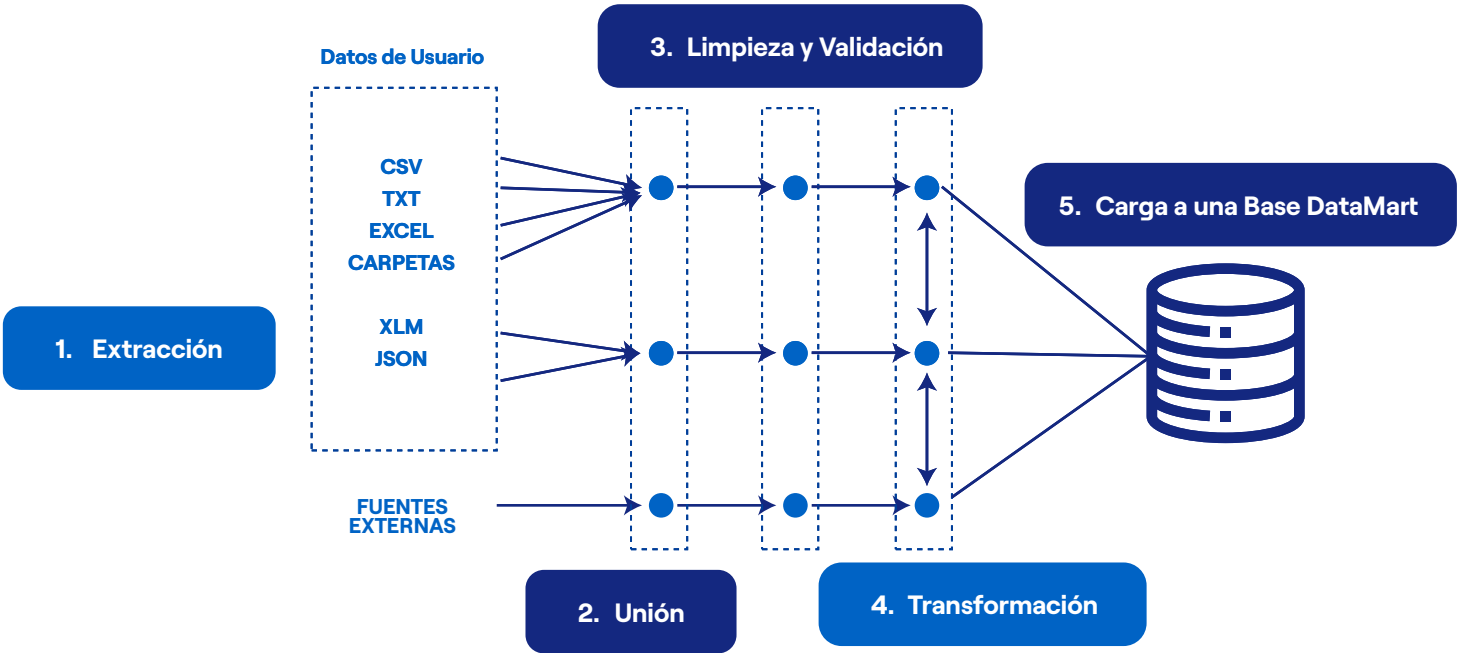 3. Limpieza y Validación
Datos de Usuario
CSV
TXT
EXCEL
CARPETAS
XLM
JSON
FUENTES
EXTERNAS
1. Extracción
2. Unión
4. Transformación
5. Carga a una Base DataMart